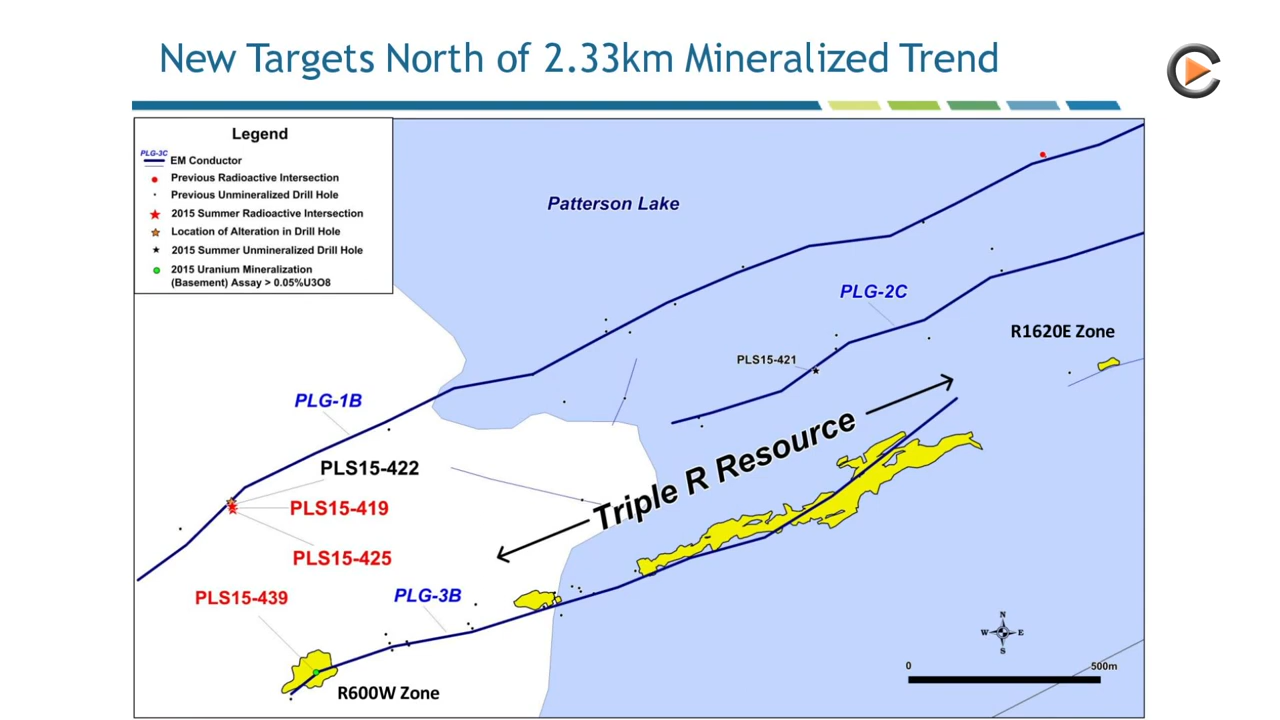 New Targets North of 2.33km Mineralized Trend
Legend
PLG-3C
EM Conductor
Previous Radioactive Intersection
Previous Unmineralized Drill Hole
2015 Summer Radioactive Intersection
Location of Alteration in Drill Hole
2015 Summer Unmineralized Drill Hole
2015 Uranium Mineralization
(Basement) Assay > 0.05%U3O8
Patterson Lake
PLG-2C
R1620E Zone
PLS15-421
PLG-1B
Triple R Resource
PLS15-422
PLS15-419
PLS15-425
PLS15-439
PLG-3B
R600W Zone
N
W E
S
0 500m